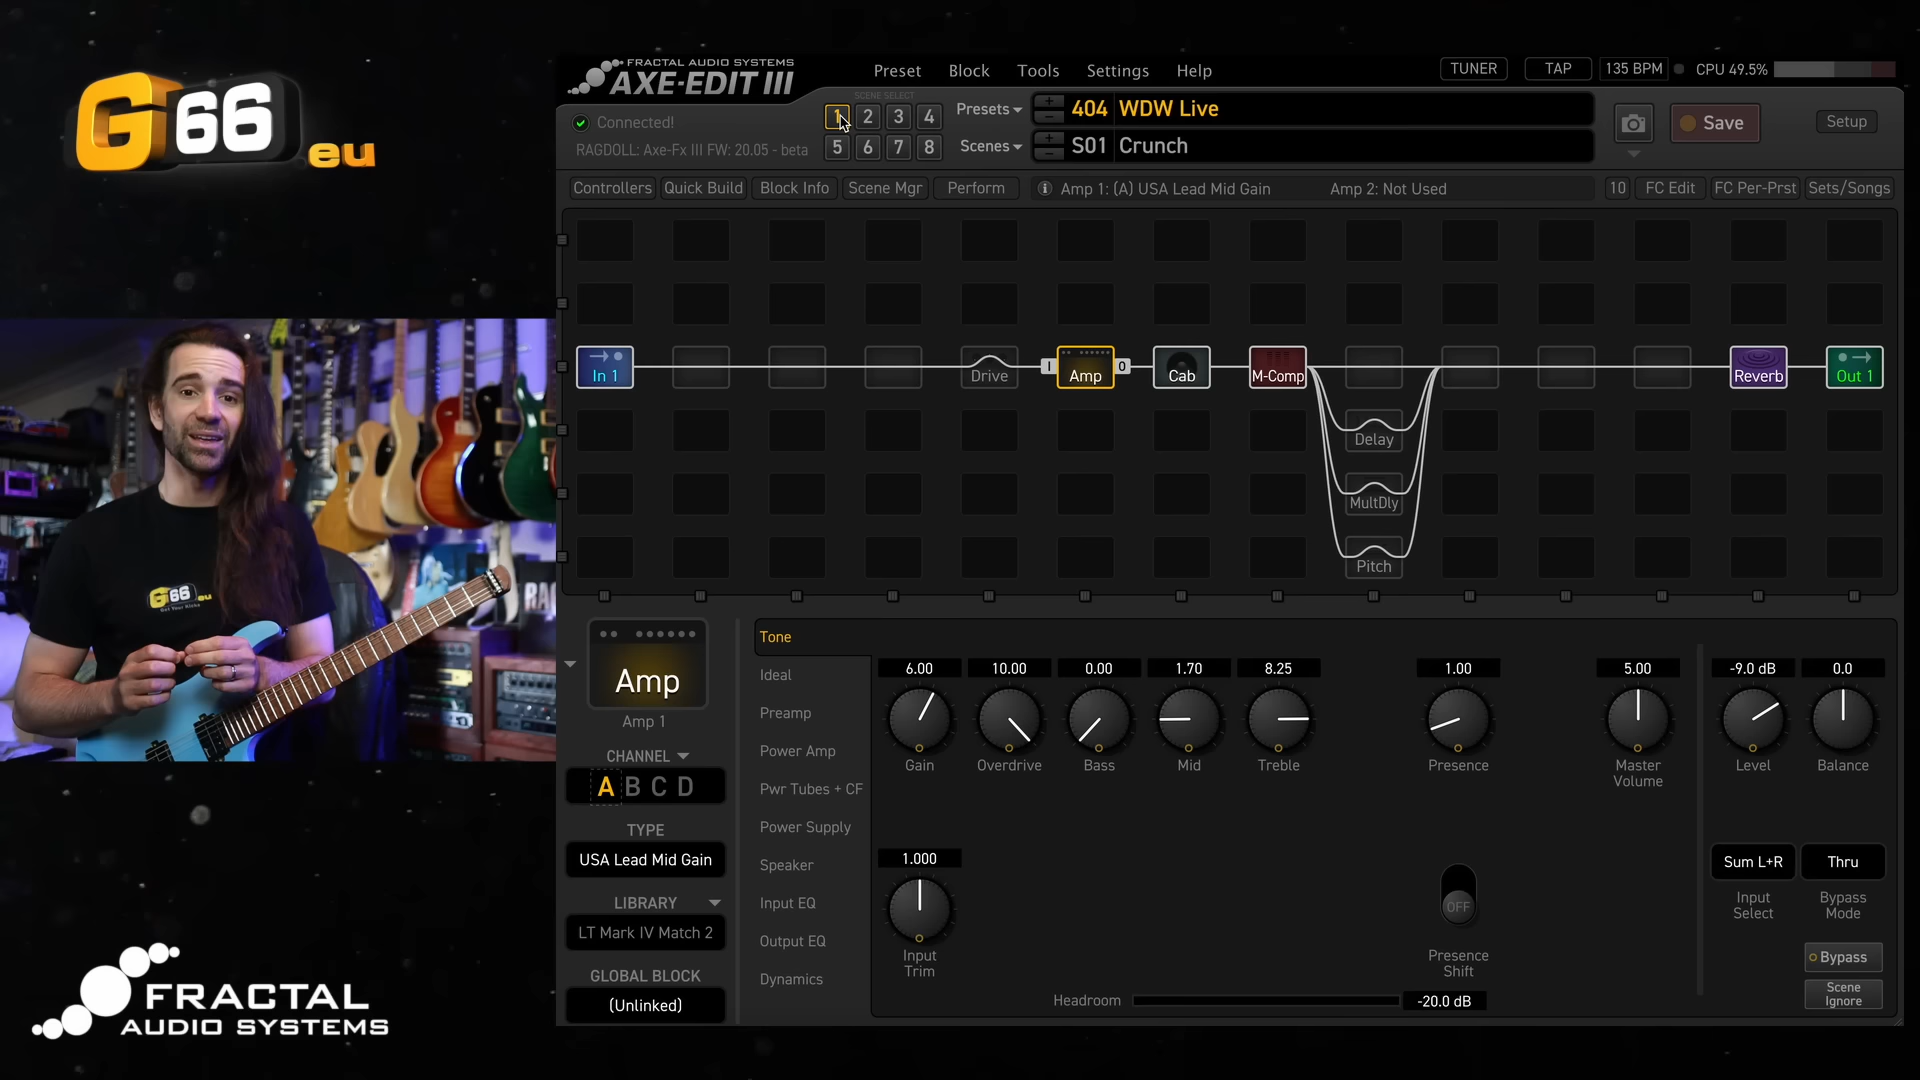 G66
eu
FRACTAL AUDIO SYSTEMS
AXE-EDIT III
Preset Block Tools Settings Help
TUNER TAP 135 BPM CPU 49.5%
SCENE SELECT
1 2 3 4
5 6 7 8
Connected!
RAGDOLL: Axe-Fx III FW: 20.05 - beta
Presets 404 WDW Live
Scenes S01 Crunch
Save Setup
Controllers Quick Build Block Info Scene Mgr Perform
Amp 1: (A) USA Lead Mid Gain Amp 2: Not Used
10 FC Edit FC Per-Prst Sets/Songs
In 1 Drive I Amp O Cab M-Comp Reverb Out 1
Delay
MultDly
Pitch
G66 eu
Get Your Kicks
Amp
Amp 1
CHANNEL
A B C D
TYPE
USA Lead Mid Gain
LIBRARY
LT Mark IV Match 2
GLOBAL BLOCK
(Unlinked)
Tone
Ideal
Preamp
Power Amp
Pwr Tubes + CF
Power Supply
Speaker
Input EQ
Output EQ
Dynamics
6.00 10.00 0.00 1.70 8.25 1.00 5.00 -9.0 dB 0.0
Gain Overdrive Bass Mid Treble Presence Master Volume Level Balance
1.000
Input Trim
OFF
Presence Shift
Sum L+R Thru
Input Select Bypass Mode
Bypass
Scene Ignore
Headroom -20.0 dB
FRACTAL
AUDIO SYSTEMS